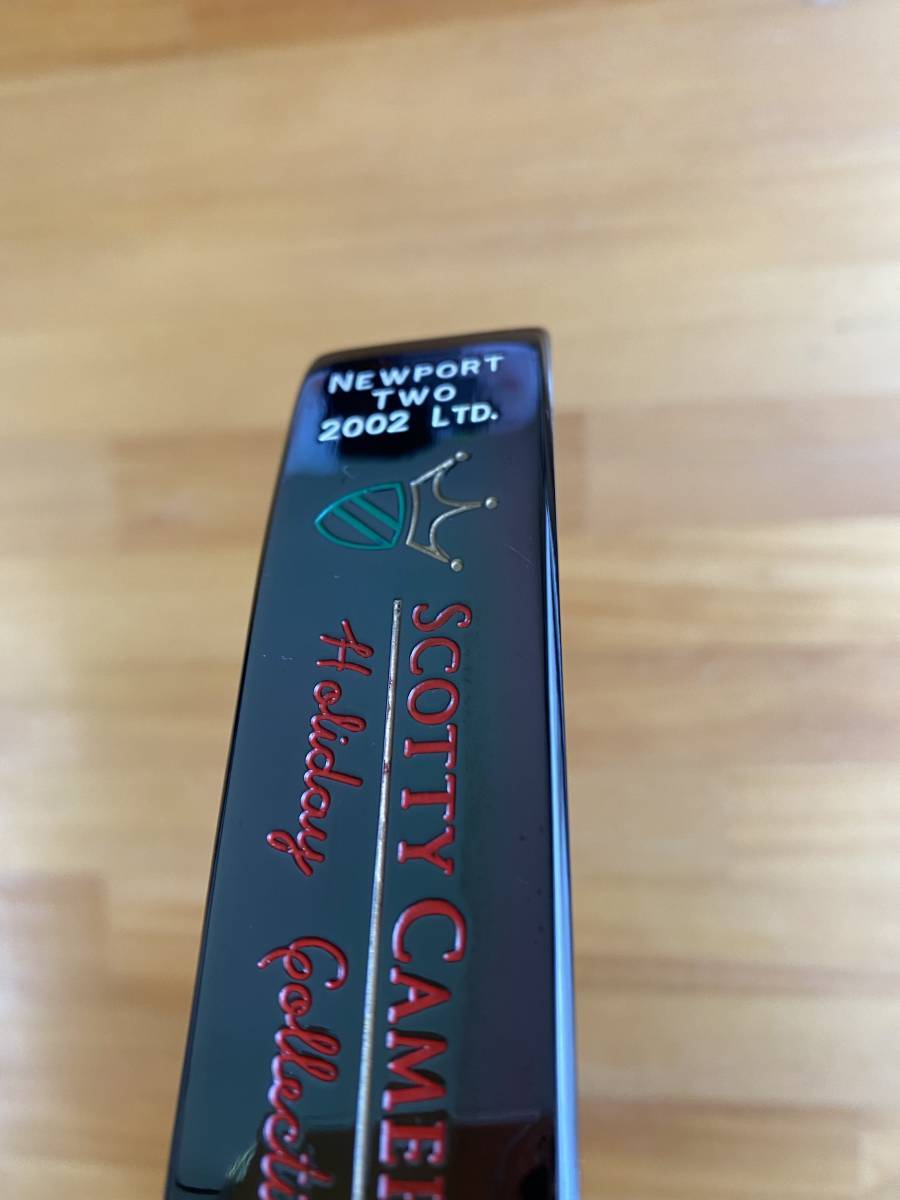 NEWPORT
TWO
2002 LTD.
SCOTTY CAMER
Holiday Collecti